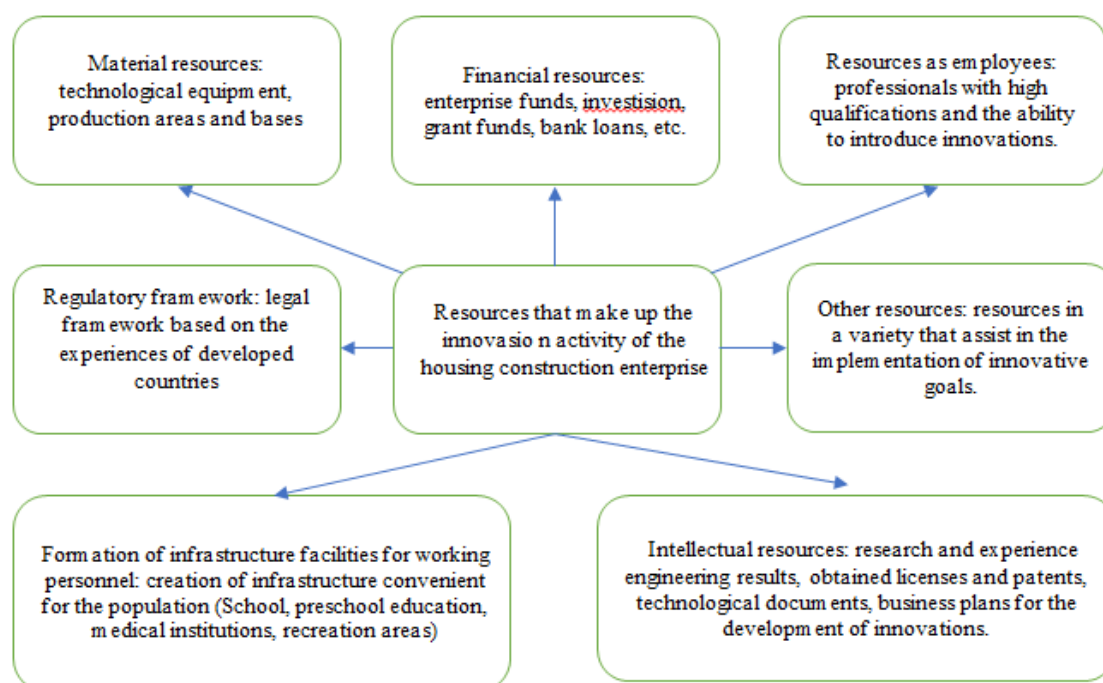 Material resources:
technological equipment,
production areas and bases
Financial resources:
enterprise funds, investision,
grant funds, bank loans, etc.
Resources as employees:
professionals with high
qualifications and the ability
to introduce innovations.
Regulatory framework: legal
framework based on the
experiences of developed
countries
Resources that make up the
innovasion activity of the
housing construction enterprise
Other resources: resources in
a variety that assist in the
implementation of innovative
goals.
Formation of infrastructure facilities for working
personnel: creation of infrastructure convenient
for the population (School, preschool education,
medical institutions, recreation areas)
Intellectual resources: research and experience
engineering results, obtained licenses and patents,
technological documents, business plans for the
development of innovations.